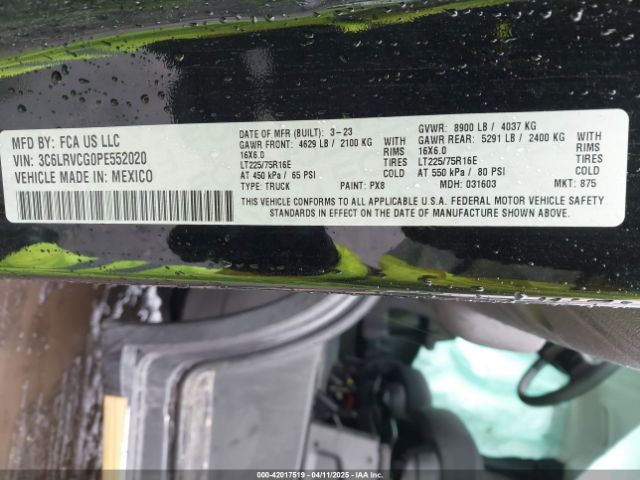 MFD BY: FCA US LLC
VIN: 3C6LRVCG0PE552020
VEHICLE MADE IN: MEXICO
DATE OF MFR (BUILT): 3-23
GAWR FRONT: 4629 LB / 2100 KG
16X6.0
LT225/75R16E
AT 450 kPa / 65 PSI
TYPE: TRUCK
PAINT: PX8
WITH
RIMS
TIRES
COLD
GVWR: 8900 LB / 4037 KG
GAWR REAR: 5291 LB / 2400 KG
16X6.0
LT225/75R16E
AT 550 kPa / 80 PSI
MDH: 031603
WITH
RIMS
TIRES
COLD
MKT: 875
THIS VEHICLE CONFORMS TO ALL APPLICABLE U.S.A. FEDERAL MOTOR VEHICLE SAFETY
STANDARDS IN EFFECT ON THE DATE OF MANUFACTURE SHOWN ABOVE.
000-42017519 - 04/11/2025 - IAAI.CA